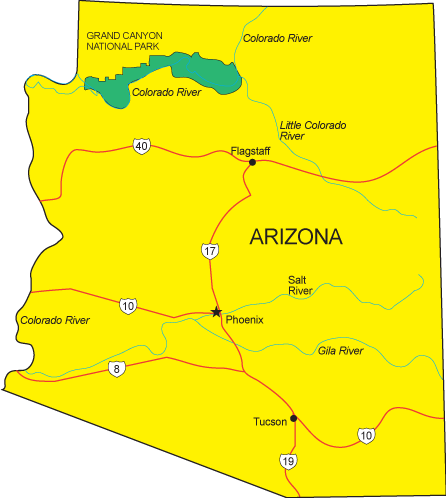 GRAND CANYON
NATIONAL PARK
Colorado River
Colorado River
Little Colorado
River
40
Flagstaff
17
ARIZONA
Salt
River
10
Colorado River
Phoenix
Gila River
8
Tucson
10
19